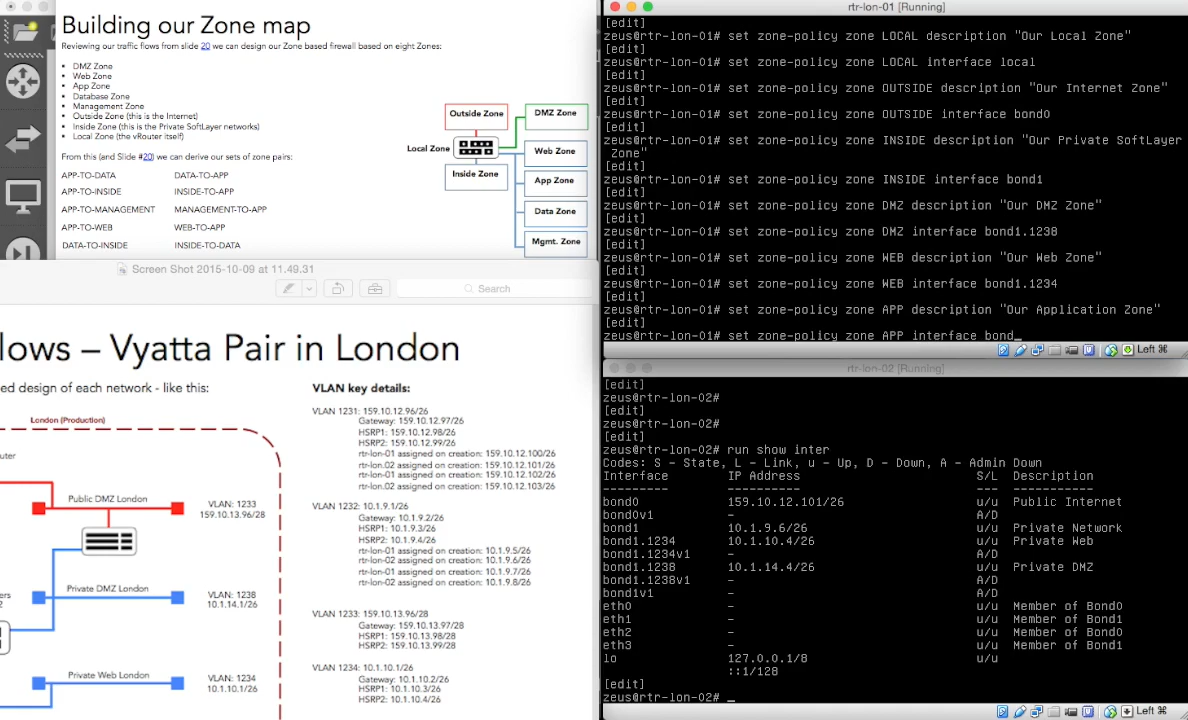 Building our Zone map
Reviewing our traffic flows from slide 20 we can design our Zone based firewall based on eight Zones:
DMZ Zone
Web Zone
App Zone
Database Zone
Management Zone
Outside Zone (this is the Internet)
Inside Zone (this is the Private SoftLayer networks)
Local Zone (the vRouter itself)
From this (and Slide #20) we can derive our sets of zone pairs:
APP-TO-DATA DATA-TO-APP
APP-TO-INSIDE INSIDE-TO-APP
APP-TO-MANAGEMENT MANAGEMENT-TO-APP
APP-TO-WEB WEB-TO-APP
DATA-TO-INSIDE INSIDE-TO-DATA
Outside Zone
DMZ Zone
Local Zone
Web Zone
Inside Zone
App Zone
Data Zone
Mgmt. Zone
Screen Shot 2015-10-09 at 11.49.31
Search
lows – Vyatta Pair in London
ed design of each network - like this:
London (Production)
uter
Public DMZ London
VLAN: 1233
159.10.13.96/28
ers
2
Private DMZ London
VLAN: 1238
10.1.14.1/26
Private Web London
VLAN: 1234
10.1.10.1/26
VLAN key details:
VLAN 1231: 159.10.12.96/26
Gateway: 159.10.12.97/26
HSRP1: 159.10.12.98/26
HSRP2: 159.10.12.99/26
rtr-lon-01 assigned on creation: 159.10.12.100/26
rtr-lon.02 assigned on creation: 159.10.12.101/26
rtr-lon-01 assigned on creation: 159.10.12.102/26
rtr-lon.02 assigned on creation: 159.10.12.103/26
VLAN 1232: 10.1.9.1/26
Gateway: 10.1.9.2/26
HSRP1: 10.1.9.3/26
HSRP2: 10.1.9.4/26
rtr-lon-01 assigned on creation: 10.1.9.5/26
rtr-lon-02 assigned on creation: 10.1.9.6/26
rtr-lon-01 assigned on creation: 10.1.9.7/26
rtr-lon-02 assigned on creation: 10.1.9.8/26
VLAN 1233: 159.10.13.96/28
Gateway: 159.10.13.97/28
HSRP1: 159.10.13.98/28
HSRP2: 159.10.13.99/28
VLAN 1234: 10.1.10.1/26
Gateway: 10.1.10.2/26
HSRP1: 10.1.10.3/26
HSRP2: 10.1.10.4/26
rtr-lon-01 [Running]
[edit]
zeus@rtr-lon-01# set zone-policy zone LOCAL description "Our Local Zone"
[edit]
zeus@rtr-lon-01# set zone-policy zone LOCAL interface local
[edit]
zeus@rtr-lon-01# set zone-policy zone OUTSIDE description "Our Internet Zone"
[edit]
zeus@rtr-lon-01# set zone-policy zone OUTSIDE interface bond0
[edit]
zeus@rtr-lon-01# set zone-policy zone INSIDE description "Our Private SoftLayer
Zone"
[edit]
zeus@rtr-lon-01# set zone-policy zone INSIDE interface bond1
[edit]
zeus@rtr-lon-01# set zone-policy zone DMZ description "Our DMZ Zone"
[edit]
zeus@rtr-lon-01# set zone-policy zone DMZ interface bond1.1238
[edit]
zeus@rtr-lon-01# set zone-policy zone WEB description "Our Web Zone"
[edit]
zeus@rtr-lon-01# set zone-policy zone WEB interface bond1.1234
[edit]
zeus@rtr-lon-01# set zone-policy zone APP description "Our Application Zone"
[edit]
zeus@rtr-lon-01# set zone-policy zone APP interface bond_
Left ⌘
rtr-lon-02 [Running]
[edit]
zeus@rtr-lon-02#
[edit]
zeus@rtr-lon-02#
[edit]
zeus@rtr-lon-02# run show inter
Codes: S - State, L - Link, u - Up, D - Down, A - Admin Down
Interface IP Address S/L Description
--------- ---------- --- -----------
bond0 159.10.12.101/26 u/u Public Internet
bond0v1 - A/D
bond1 10.1.9.6/26 u/u Private Network
bond1.1234 10.1.10.4/26 u/u Private Web
bond1.1234v1 - A/D
bond1.1238 10.1.14.4/26 u/u Private DMZ
bond1.1238v1 - A/D
bond1v1 - A/D
eth0 - u/u Member of Bond0
eth1 - u/u Member of Bond1
eth2 - u/u Member of Bond0
eth3 - u/u Member of Bond1
lo 127.0.0.1/8 u/u
::1/128
[edit]
zeus@rtr-lon-02# _
Left ⌘